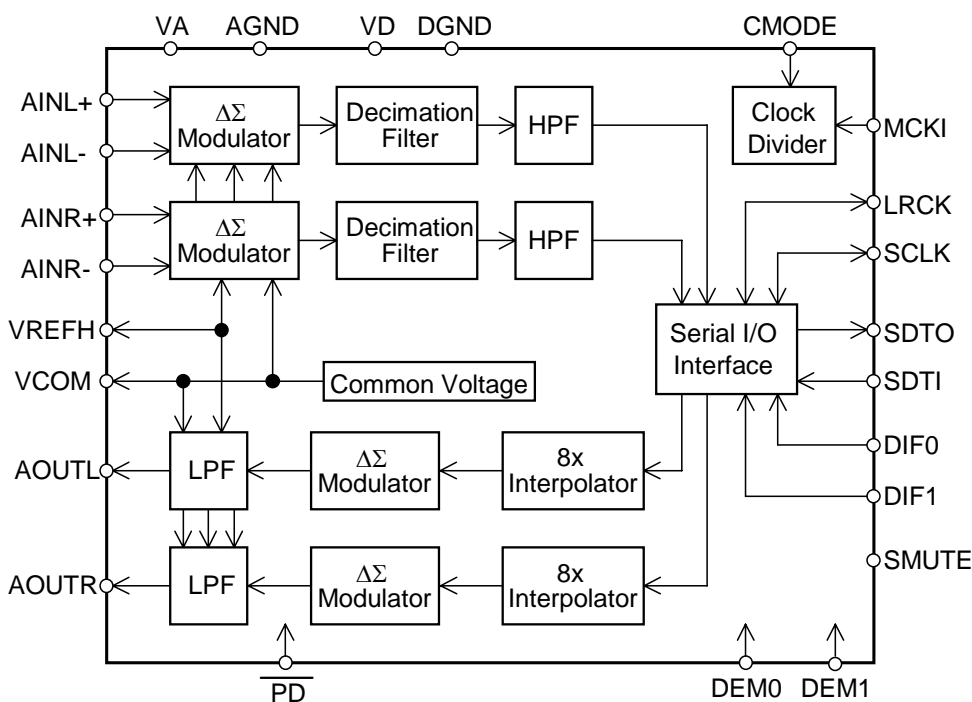 VA AGND VD DGND CMODE
AINL+
ΔΣ
Modulator
Decimation
Filter
HPF
Clock
Divider
MCKI
AINL-
AINR+
ΔΣ
Modulator
Decimation
Filter
HPF
LRCK
AINR-
SCLK
VREFH
Serial I/O
Interface
SDTO
VCOM
Common Voltage
SDTI
AOUTL
LPF
ΔΣ
Modulator
8x
Interpolator
DIF0
DIF1
SMUTE
AOUTR
LPF
ΔΣ
Modulator
8x
Interpolator
PD DEM0 DEM1